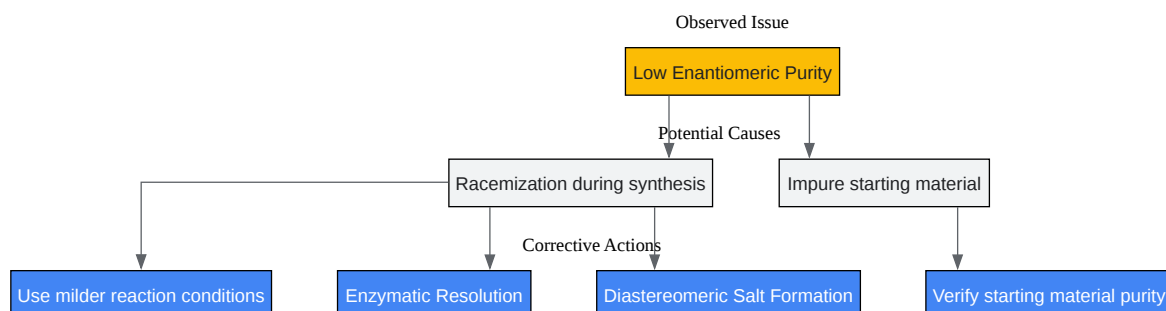 Observed Issue
Low Enantiomeric Purity
Potential Causes
Racemization during synthesis
Impure starting material
Corrective Actions
Use milder reaction conditions
Enzymatic Resolution
Diastereomeric Salt Formation
Verify starting material purity